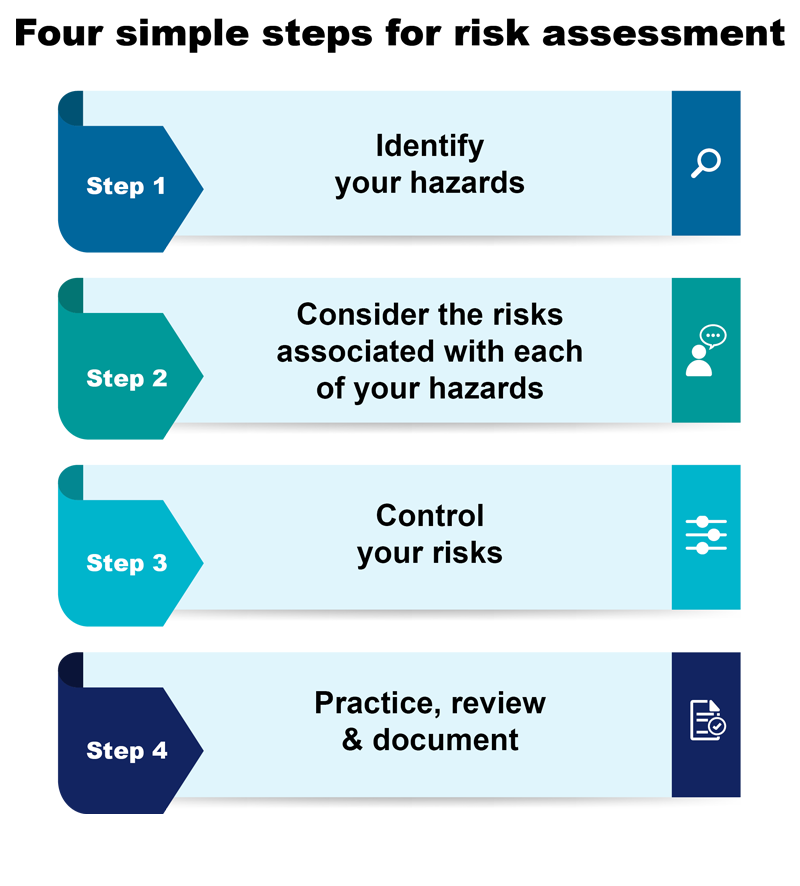 Four simple steps for risk assessment
Step 1
Identify
your hazards
Step 2
Consider the risks
associated with each
of your hazards
Step 3
Control
your risks
Step 4
Practice, review
& document